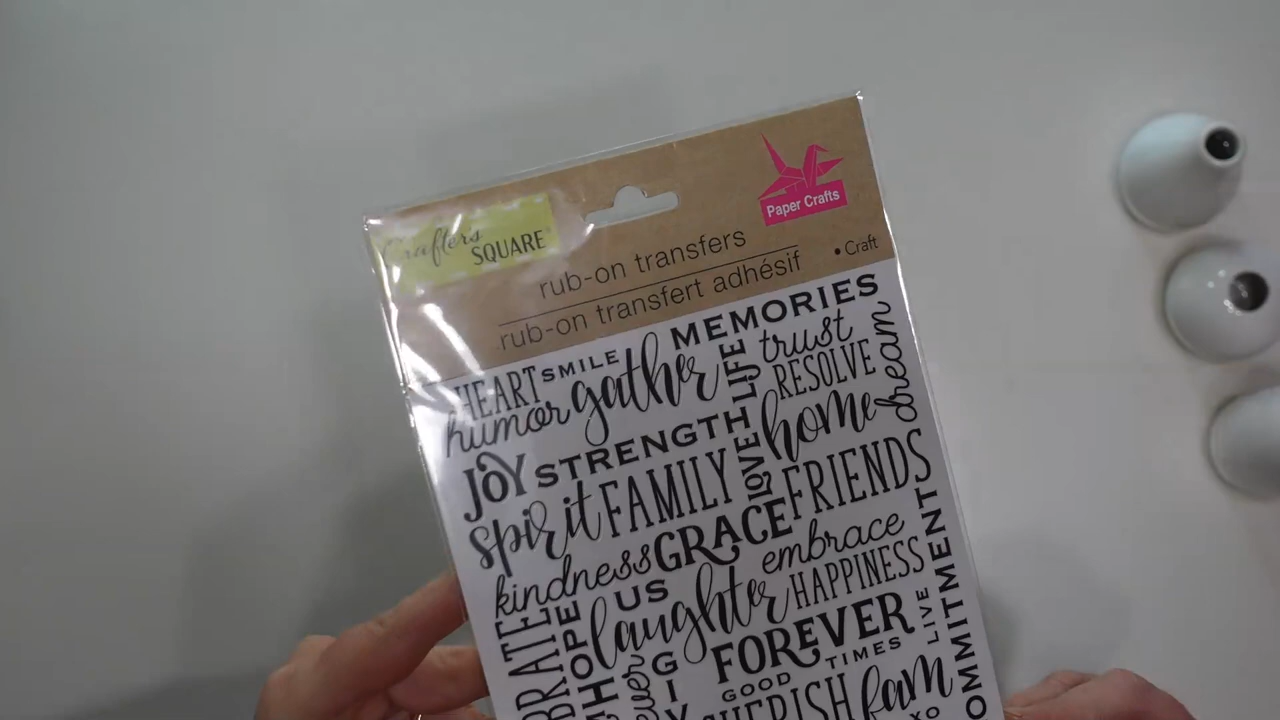 Crafter's
SQUARE
Paper Crafts
rub-on transfers
rub-on transfert adhésif
• Craft
MEMORIES
HEART SMILE gather LIFE trust
RESOLVE dream
humor
JOY STRENGTH LOVE home
spirit FAMILY FRIENDS
kindness GRACE embrace
US laughter HAPPINESS
HOPE FOREVER LIVE
GOOD TIMES
fam
XO